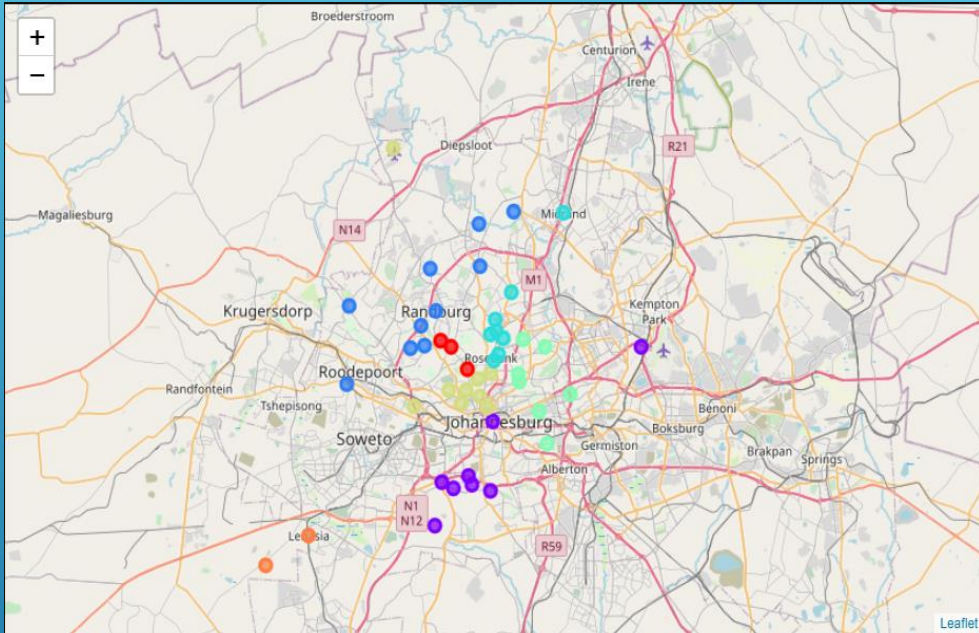 +
−
Broederstroom
Centurion
Irene
R21
Diepsloot
Magaliesburg
Midrand
N14
M1
Krugersdorp
Randburg
Kempton
Park
Rosebank
Roodepoort
Randfontein
Tshepisong
Benoni
Johannesburg
Boksburg
Soweto
Germiston
Brakpan
Springs
Alberton
N1
N12
Lenasia
R59
Leaflet